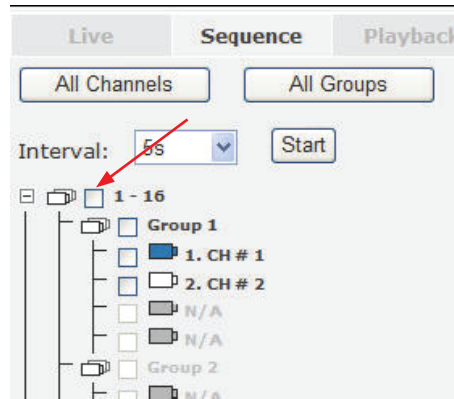 Live Sequence Playback
All Channels All Groups
Interval: 5s Start
1 - 16
Group 1
1. CH # 1
2. CH # 2
N/A
N/A
Group 2
N/A